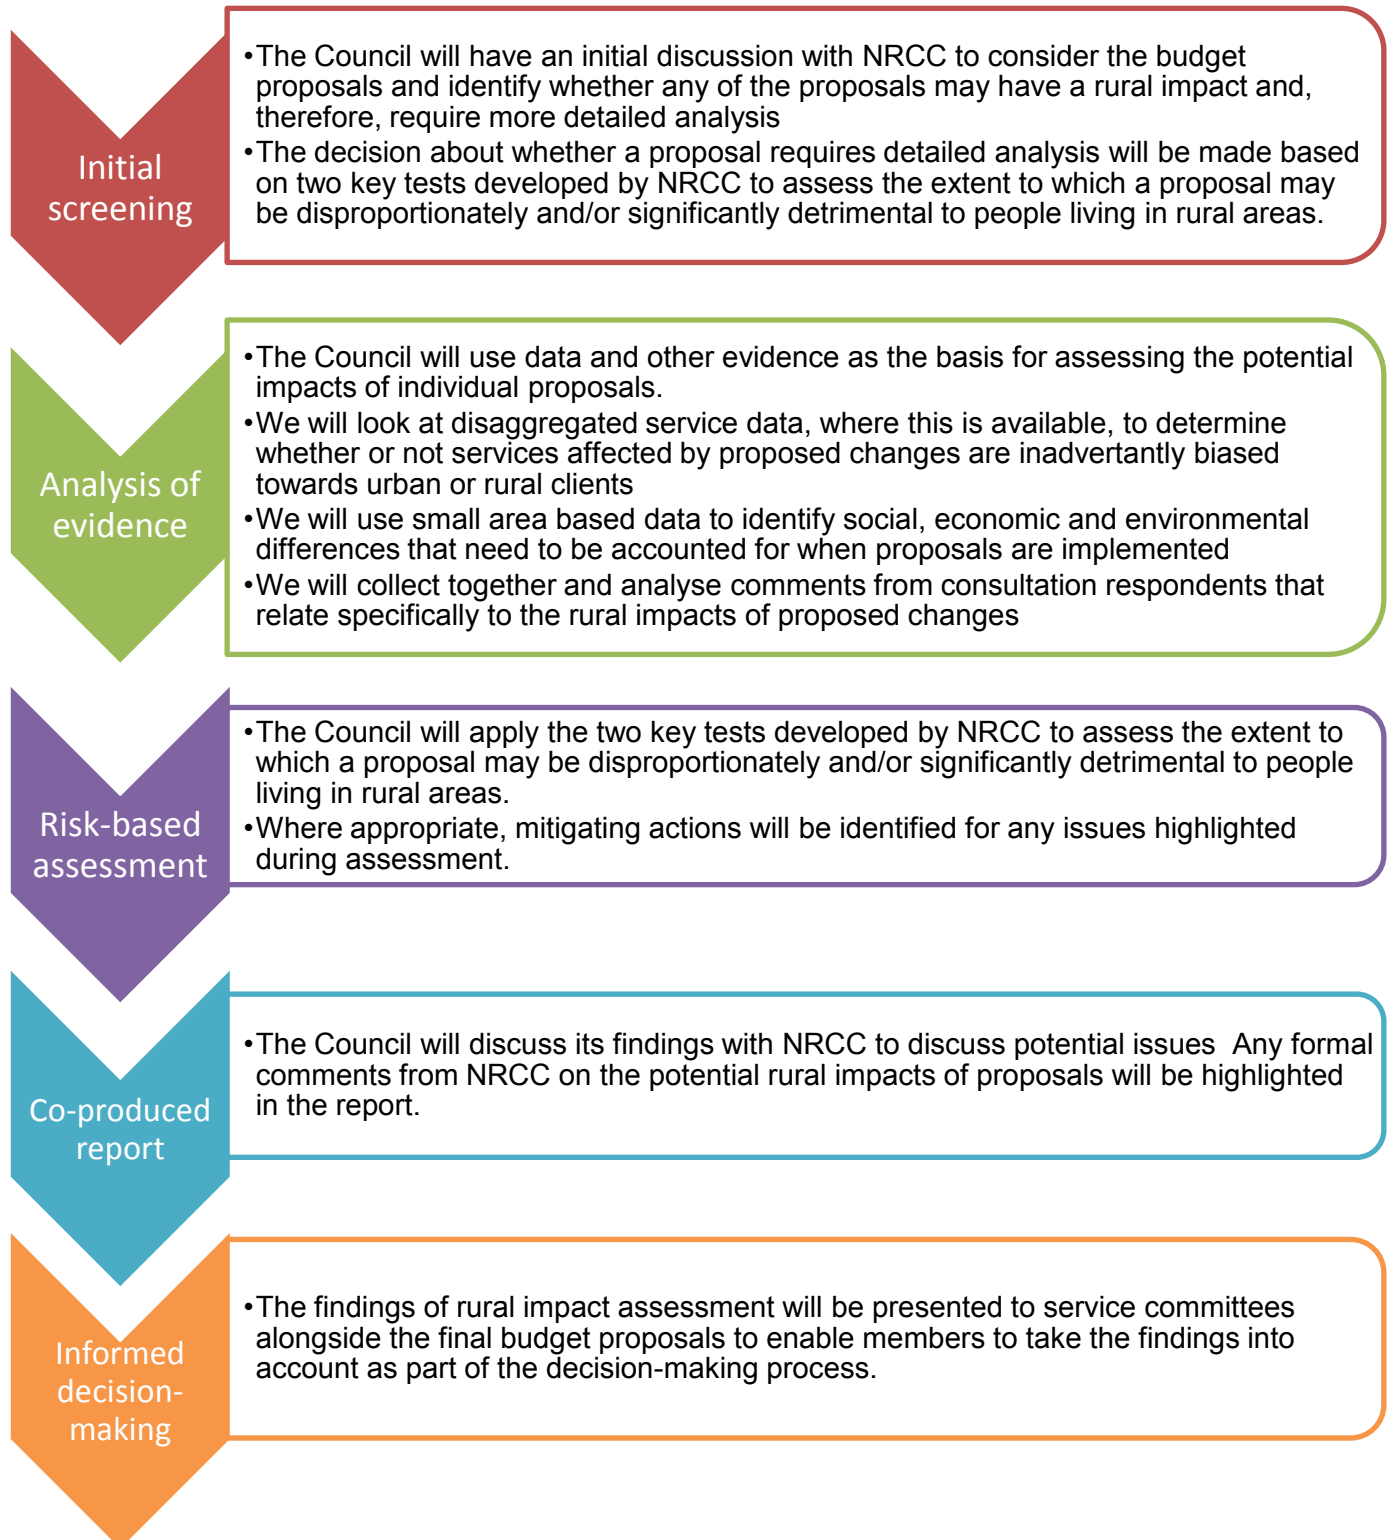 Initial
screening
•The Council will have an initial discussion with NRCC to consider the budget
proposals and identify whether any of the proposals may have a rural impact and,
therefore, require more detailed analysis
•The decision about whether a proposal requires detailed analysis will be made based
on two key tests developed by NRCC to assess the extent to which a proposal may
be disproportionately and/or significantly detrimental to people living in rural areas.
Analysis of
evidence
•The Council will use data and other evidence as the basis for assessing the potential
impacts of individual proposals.
•We will look at disaggregated service data, where this is available, to determine
whether or not services affected by proposed changes are inadvertantly biased
towards urban or rural clients
•We will use small area based data to identify social, economic and environmental
differences that need to be accounted for when proposals are implemented
•We will collect together and analyse comments from consultation respondents that
relate specifically to the rural impacts of proposed changes
Risk-based
assessment
•The Council will apply the two key tests developed by NRCC to assess the extent to
which a proposal may be disproportionately and/or significantly detrimental to people
living in rural areas.
•Where appropriate, mitigating actions will be identified for any issues highlighted
during assessment.
Co-produced
report
•The Council will discuss its findings with NRCC to discuss potential issues  Any formal
comments from NRCC on the potential rural impacts of proposals will be highlighted
in the report.
Informed
decision-
making
•The findings of rural impact assessment will be presented to service committees
alongside the final budget proposals to enable members to take the findings into
account as part of the decision-making process.